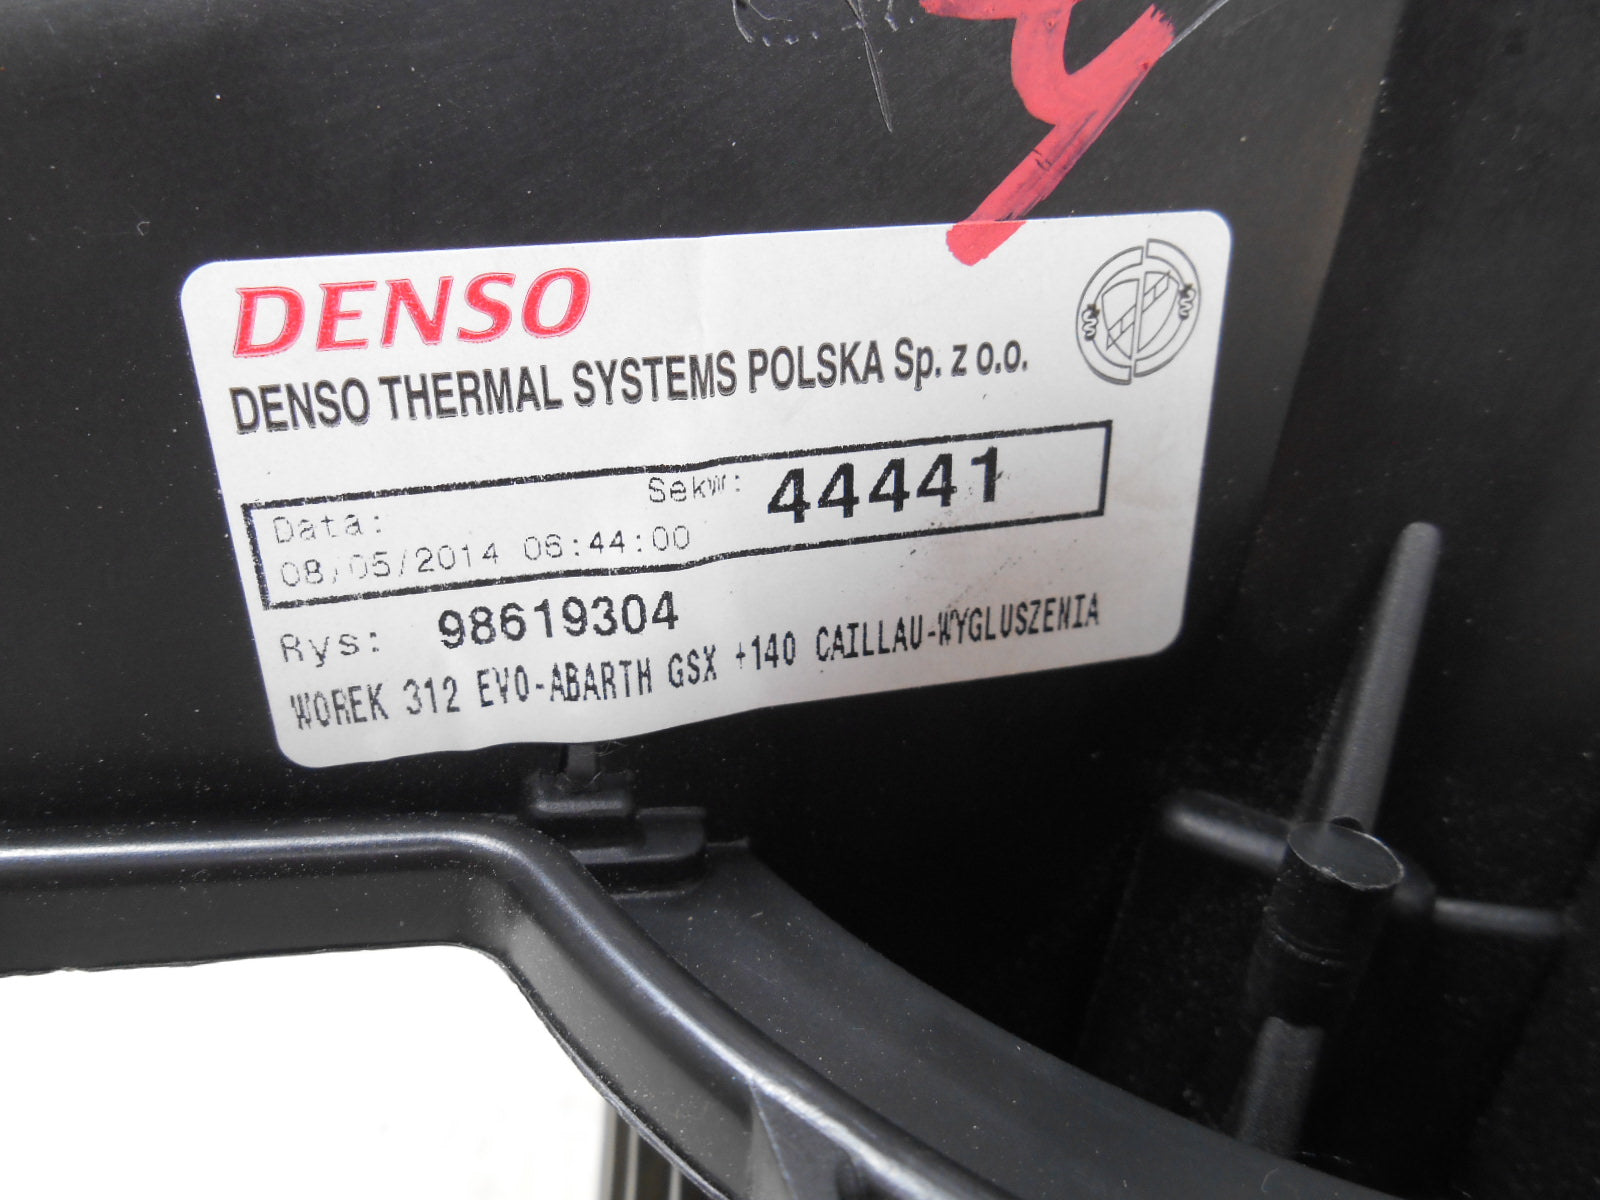 DENSO
DENSO THERMAL SYSTEMS POLSKA Sp. z o.o.
Sekw: 44441
Data:
08/05/2014 06:44:00
Rys: 98619304
WOREK 312 EVO-ABARTH GSX +140 CAILLAU-WYGLUSZENIA